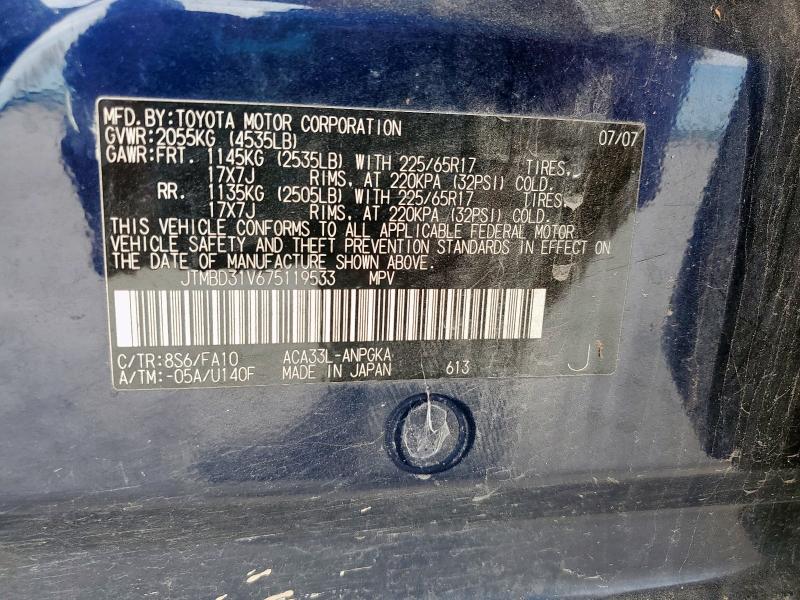 MFD.BY:TOYOTA MOTOR CORPORATION 07/07
GVWR:2055KG (4535LB)
GAWR:FRT. 1145KG (2535LB) WITH 225/65R17 TIRES,
17X7J RIMS, AT 220KPA (32PSI) COLD.
RR. 1135KG (2505LB) WITH 225/65R17 TIRES,
17X7J RIMS, AT 220KPA (32PSI) COLD.
THIS VEHICLE CONFORMS TO ALL APPLICABLE FEDERAL MOTOR
VEHICLE SAFETY AND THEFT PREVENTION STANDARDS IN EFFECT ON
THE DATE OF MANUFACTURE SHOWN ABOVE.
JTMBD31V675119533 MPV
C/TR:8S6/FA10 ACA33L-ANPGKA
A/TM:-05A/U140F MADE IN JAPAN 613 J